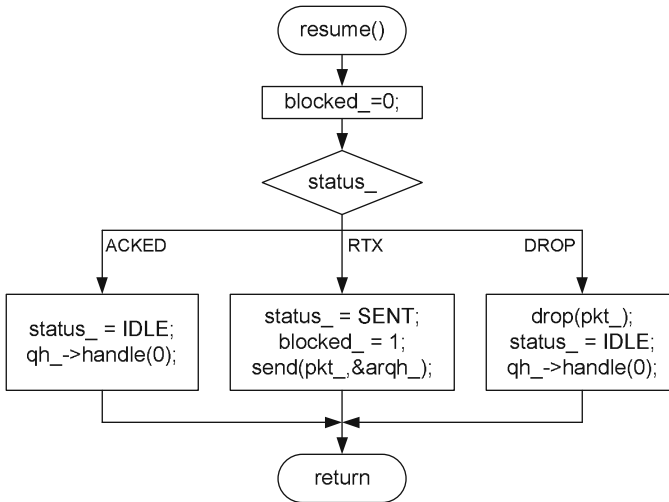 resume()
blocked_=0;
status_
ACKED
RTX
DROP
status_ = IDLE;
qh_->handle(0);
status_ = SENT;
blocked_ = 1;
send(pkt_,&arqh_);
drop(pkt_);
status_ = IDLE;
qh_->handle(0);
return